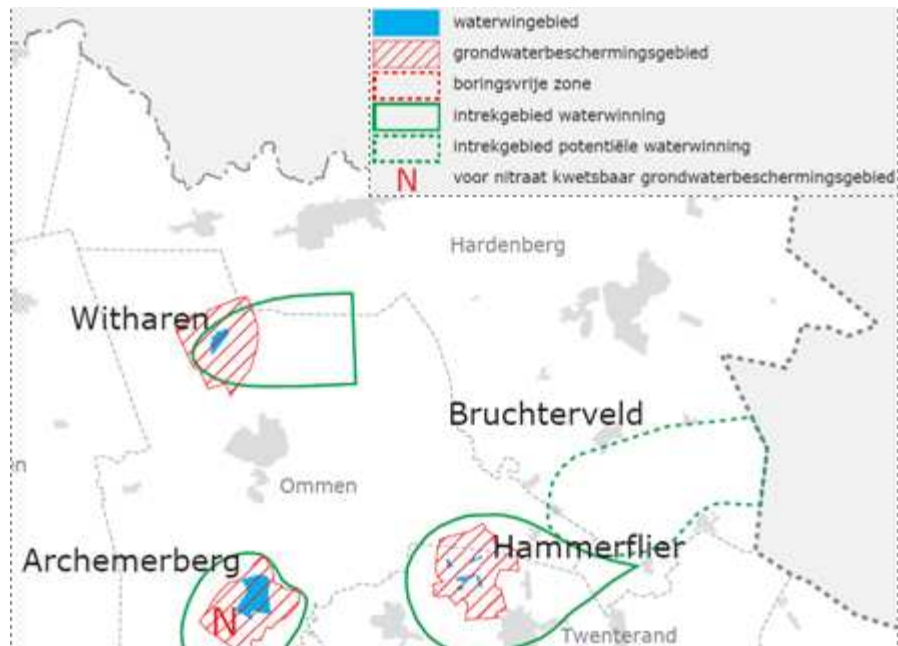 waterwingebied
grondwaterbeschermingsgebied
boringsvrije zone
intrekgebied waterwinning
intrekgebied potentiële waterwinning
N voor nitraat kwetsbaar grondwaterbeschermingsgebied
Hardenberg
Witharen
Bruchterveld
n
Ommen
Hammerflier
Archemerberg
N
Twenterand